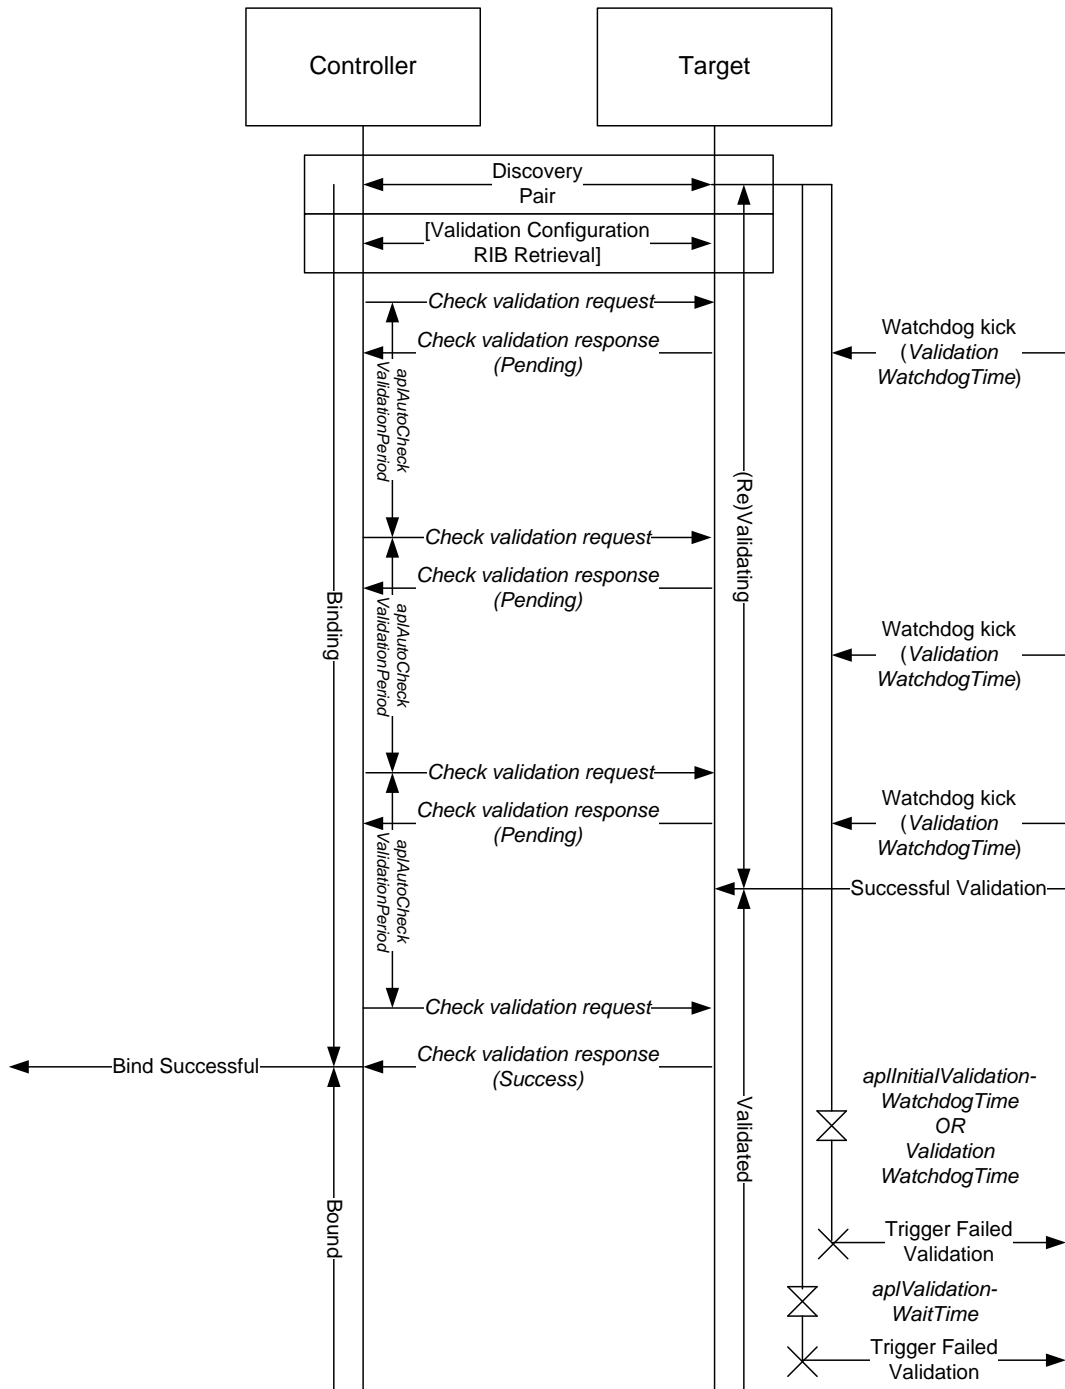 Controller
Target
Discovery
Pair
[Validation Configuration
RIB Retrieval]
Check validation request
Check validation response
(Pending)
Watchdog kick
(Validation
WatchdogTime)
aplAutoCheck
ValidationPeriod
(Re)Validating
Check validation request
Check validation response
(Pending)
Binding
aplAutoCheck
ValidationPeriod
Watchdog kick
(Validation
WatchdogTime)
Check validation request
Check validation response
(Pending)
Watchdog kick
(Validation
WatchdogTime)
aplAutoCheck
ValidationPeriod
Successful Validation
Check validation request
Bind Successful
Check validation response
(Success)
Validated
aplInitialValidation-
WatchdogTime
OR
Validation
WatchdogTime
Bound
Trigger Failed
Validation
aplValidation-
WaitTime
Trigger Failed
Validation